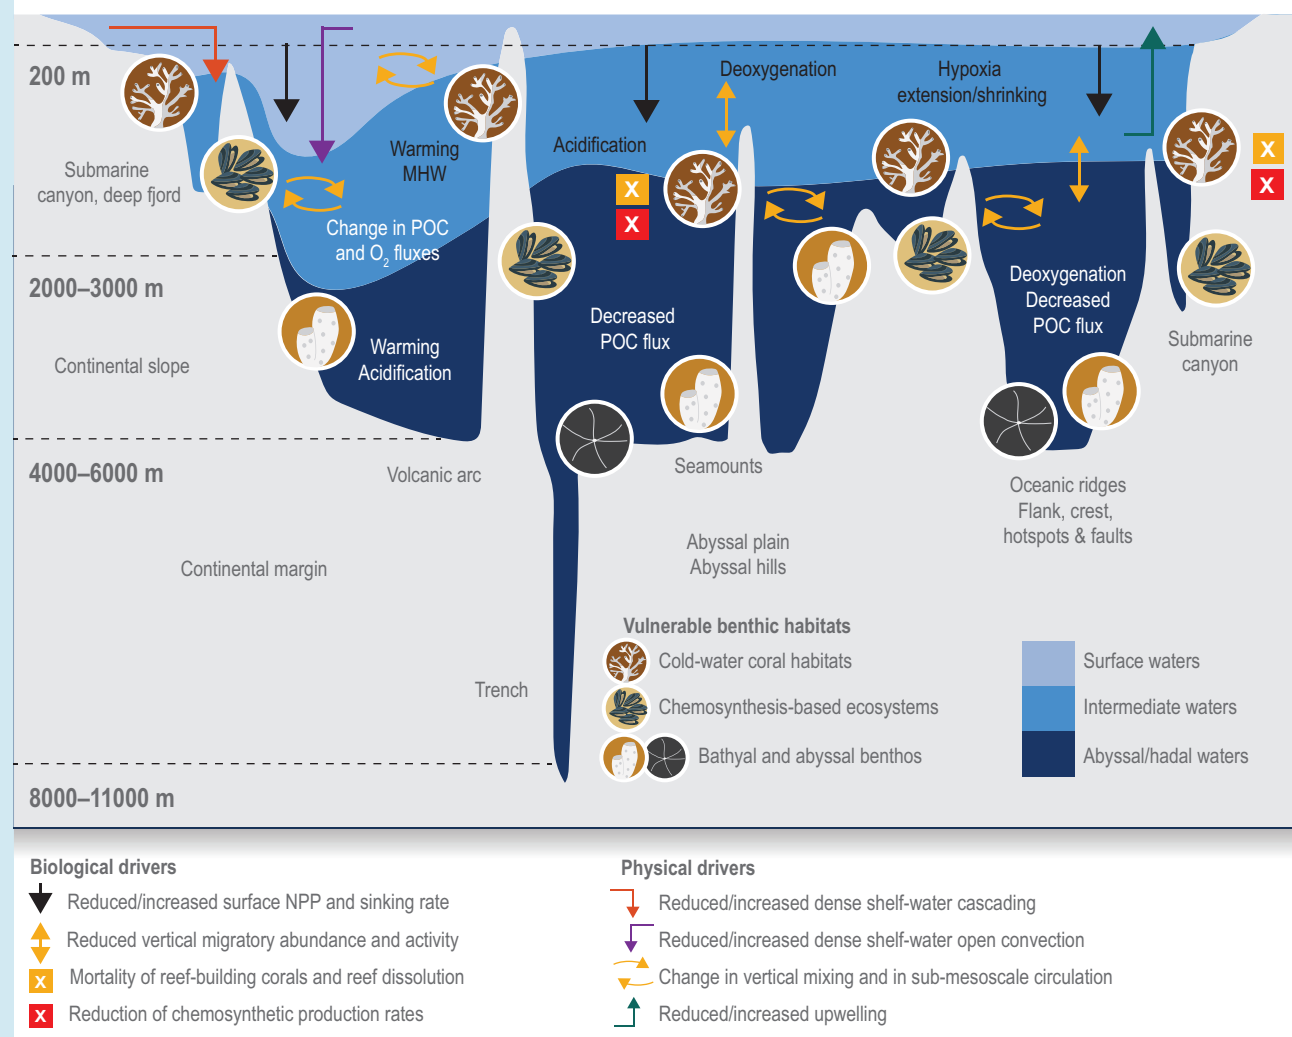 200 m
Submarine
canyon, deep fjord
2000–3000 m
Continental slope
4000–6000 m
Continental margin
8000–11000 m
Warming
MHW
Change in POC
and O2 fluxes
Warming
Acidification
Volcanic arc
Trench
Acidification
Deoxygenation
Hypoxia
extension/shrinking
X
X
Decreased
POC flux
Seamounts
Abyssal plain
Abyssal hills
Deoxygenation
Decreased
POC flux
Oceanic ridges
Flank, crest,
hotspots & faults
X
X
Submarine
canyon
Vulnerable benthic habitats
Cold-water coral habitats
Chemosynthesis-based ecosystems
Bathyal and abyssal benthos
Surface waters
Intermediate waters
Abyssal/hadal waters
Biological drivers
Reduced/increased surface NPP and sinking rate
Reduced vertical migratory abundance and activity
X Mortality of reef-building corals and reef dissolution
X Reduction of chemosynthetic production rates
Physical drivers
Reduced/increased dense shelf-water cascading
Reduced/increased dense shelf-water open convection
Change in vertical mixing and in sub-mesoscale circulation
Reduced/increased upwelling